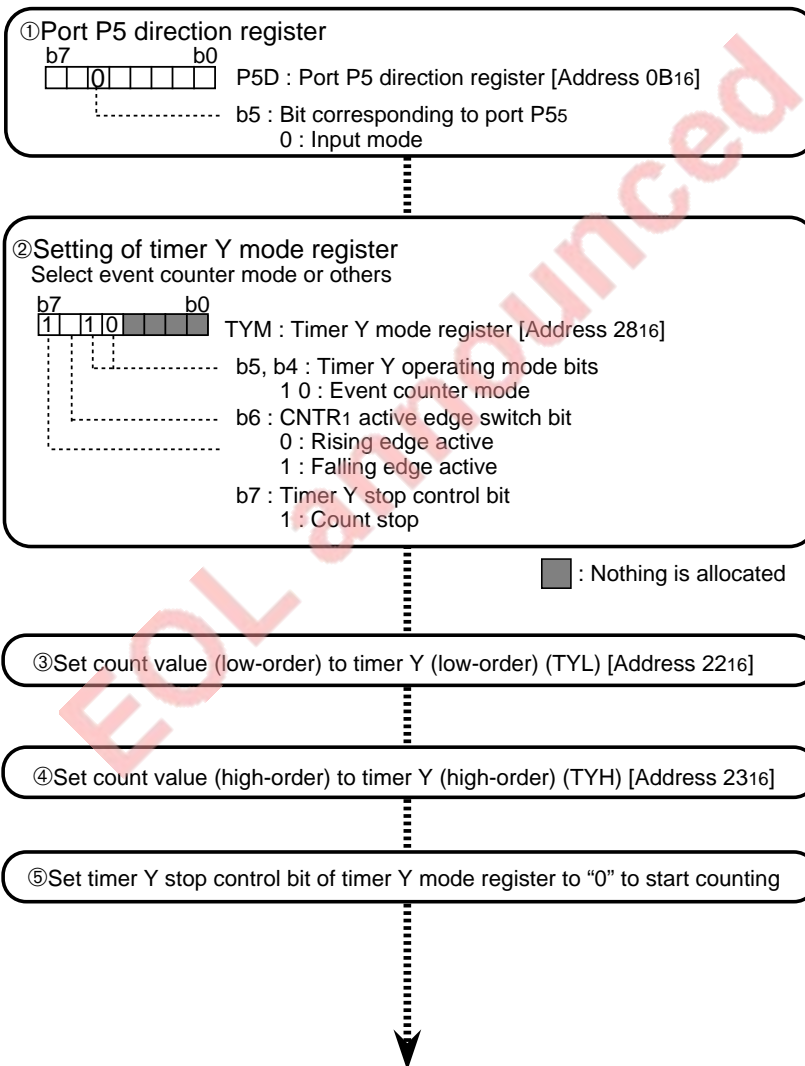 ①Port P5 direction register
b7 b0
0
P5D : Port P5 direction register [Address 0B16]
b5 : Bit corresponding to port P55
0 : Input mode
②Setting of timer Y mode register
Select event counter mode or others
b7 b0
1 1 0
TYM : Timer Y mode register [Address 2816]
b5, b4 : Timer Y operating mode bits
1 0 : Event counter mode
b6 : CNTR1 active edge switch bit
0 : Rising edge active
1 : Falling edge active
b7 : Timer Y stop control bit
1 : Count stop
: Nothing is allocated
③Set count value (low-order) to timer Y (low-order) (TYL) [Address 2216]
④Set count value (high-order) to timer Y (high-order) (TYH) [Address 2316]
⑤Set timer Y stop control bit of timer Y mode register to “0” to start counting
EOL announced